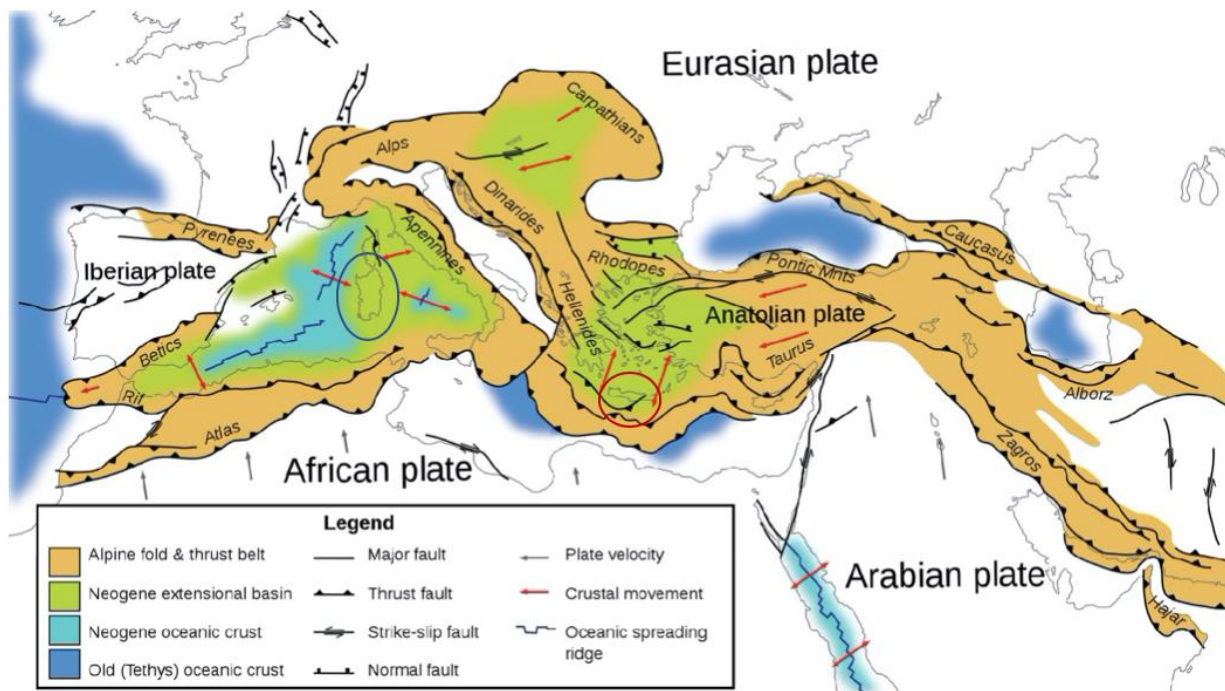 Eurasian plate
Carpathians
Alps
Dinarides
Pyrenees
Apennines
Iberian plate
Caucasus
Rhodopes
Pontic Mnts
Hellenides
Anatolian plate
Betics
Taurus
Rif
Alborz
Atlas
Zagros
African plate
Arabian plate
Hajar
Legend
Alpine fold & thrust belt
Major fault
Plate velocity
Neogene extensional basin
Thrust fault
Crustal movement
Neogene oceanic crust
Strike-slip fault
Oceanic spreading
ridge
Old (Tethys) oceanic crust
Normal fault